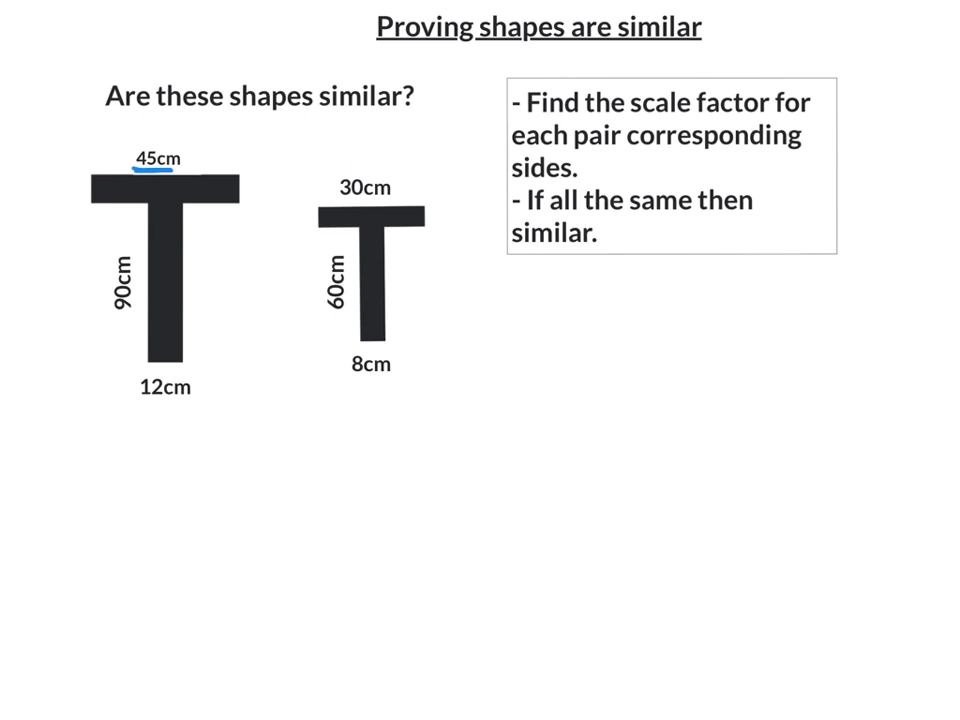 Proving shapes are similar
Are these shapes similar?
45cm
90cm
12cm
30cm
60cm
8cm
- Find the scale factor for
each pair corresponding
sides.
- If all the same then
similar.